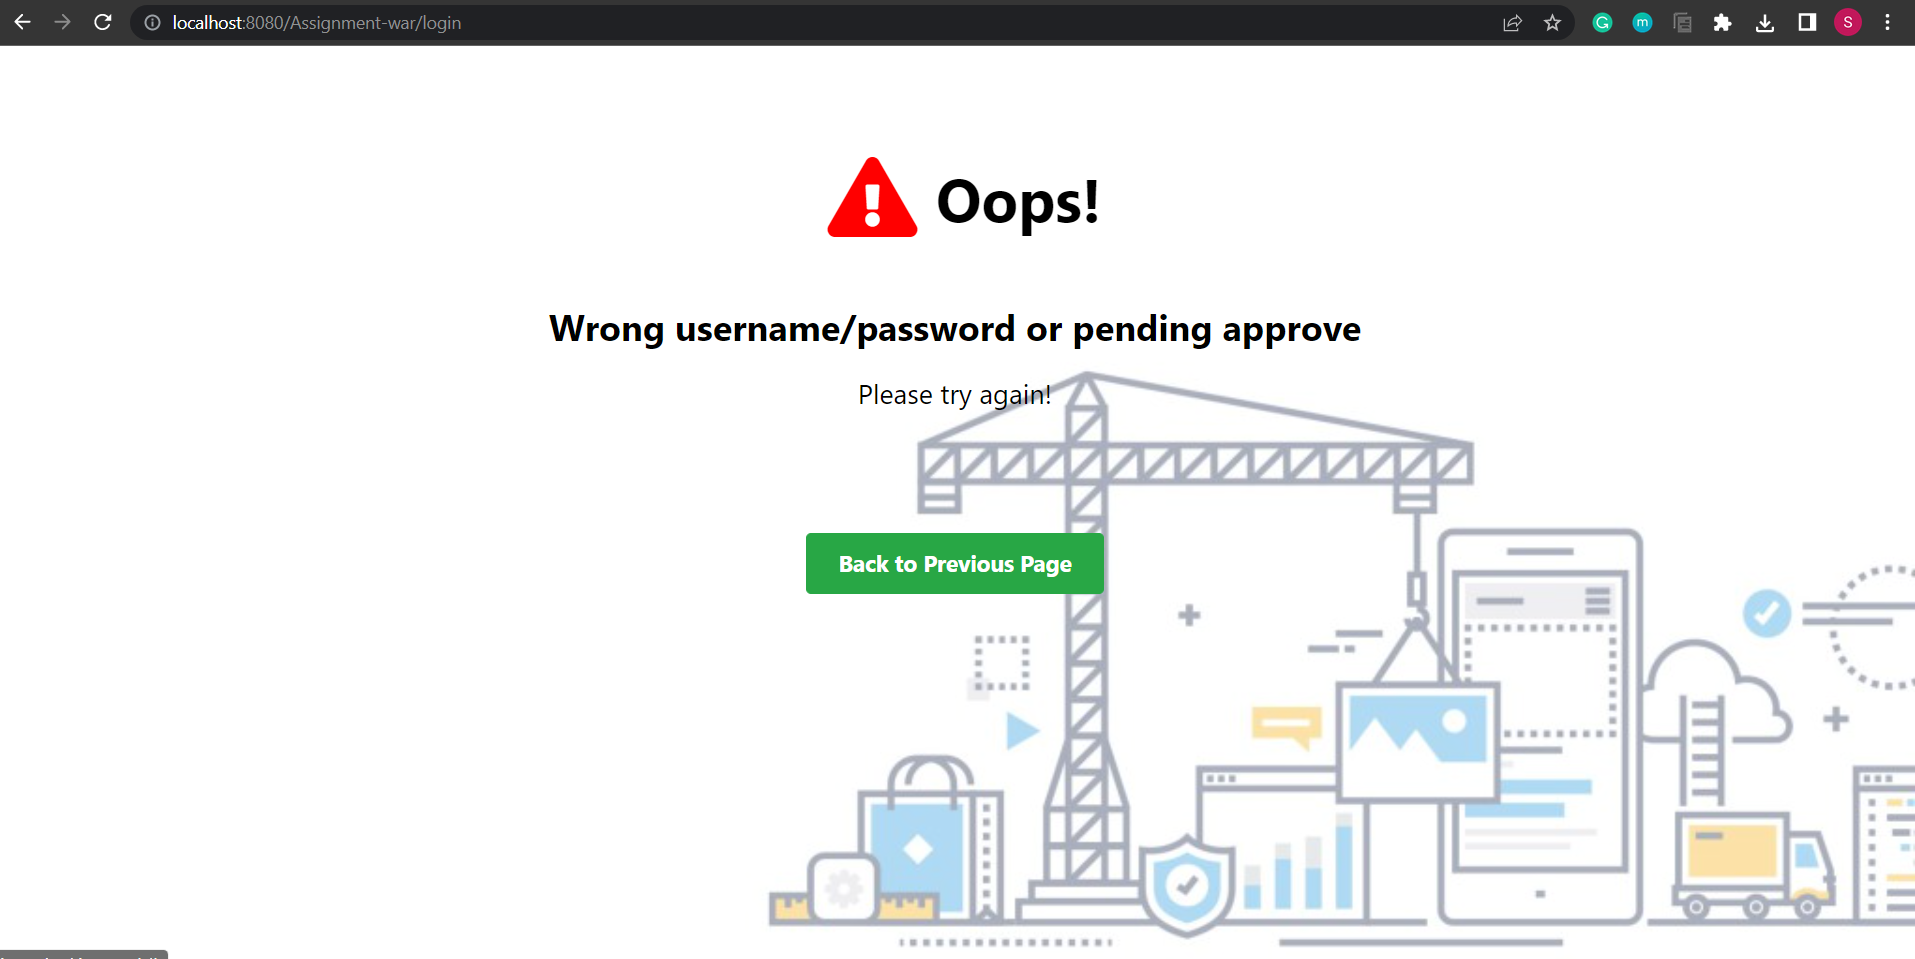 localhost:8080/Assignment-war/login
S
Oops!
Wrong username/password or pending approve
Please try again!
Back to Previous Page